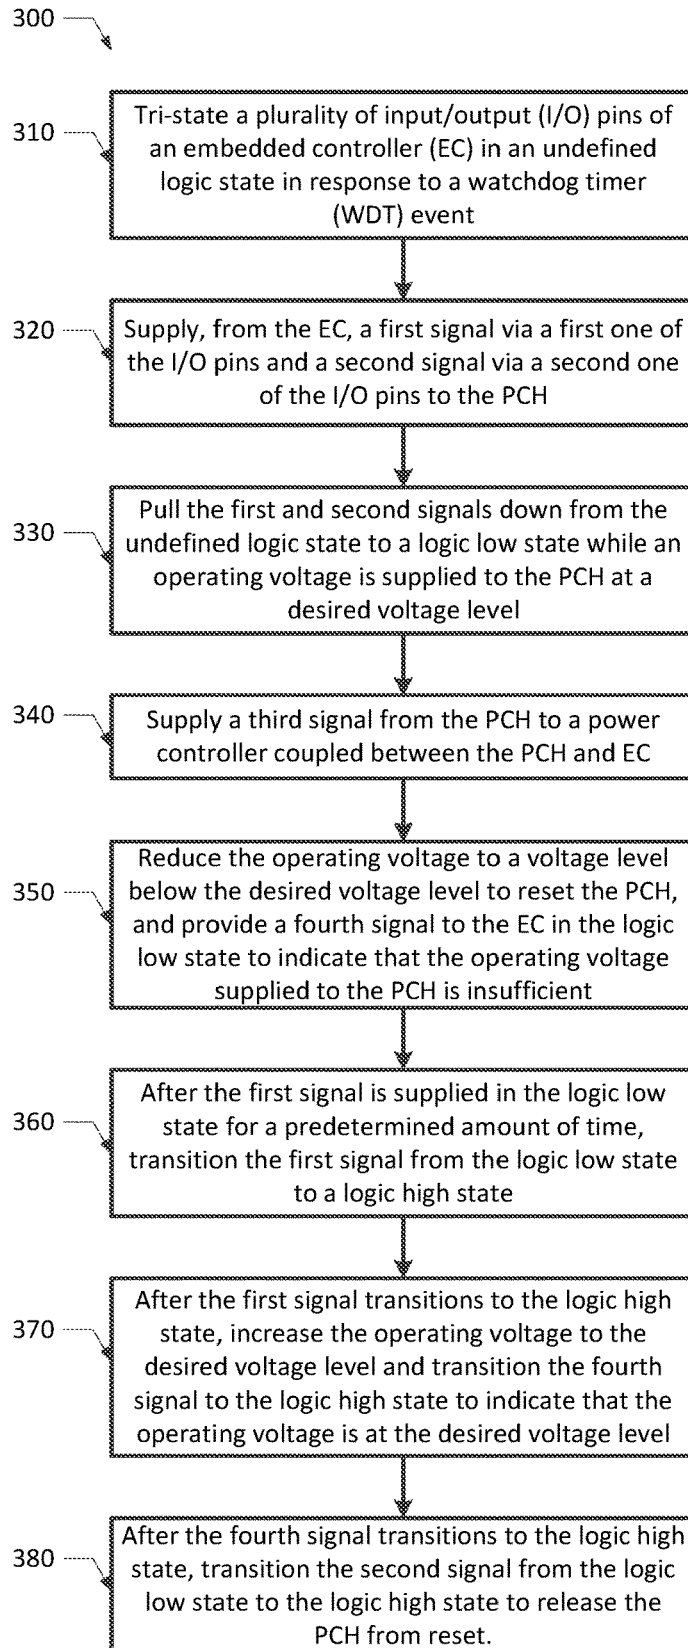 300
310
Tri-state a plurality of input/output (I/O) pins of
an embedded controller (EC) in an undefined
logic state in response to a watchdog timer
(WDT) event
320
Supply, from the EC, a first signal via a first one of
the I/O pins and a second signal via a second one
of the I/O pins to the PCH
330
Pull the first and second signals down from the
undefined logic state to a logic low state while an
operating voltage is supplied to the PCH at a
desired voltage level
340
Supply a third signal from the PCH to a power
controller coupled between the PCH and EC
350
Reduce the operating voltage to a voltage level
below the desired voltage level to reset the PCH,
and provide a fourth signal to the EC in the logic
low state to indicate that the operating voltage
supplied to the PCH is insufficient
360
After the first signal is supplied in the logic low
state for a predetermined amount of time,
transition the first signal from the logic low state
to a logic high state
370
After the first signal transitions to the logic high
state, increase the operating voltage to the
desired voltage level and transition the fourth
signal to the logic high state to indicate that the
operating voltage is at the desired voltage level
380
After the fourth signal transitions to the logic high
state, transition the second signal from the logic
low state to the logic high state to release the
PCH from reset.